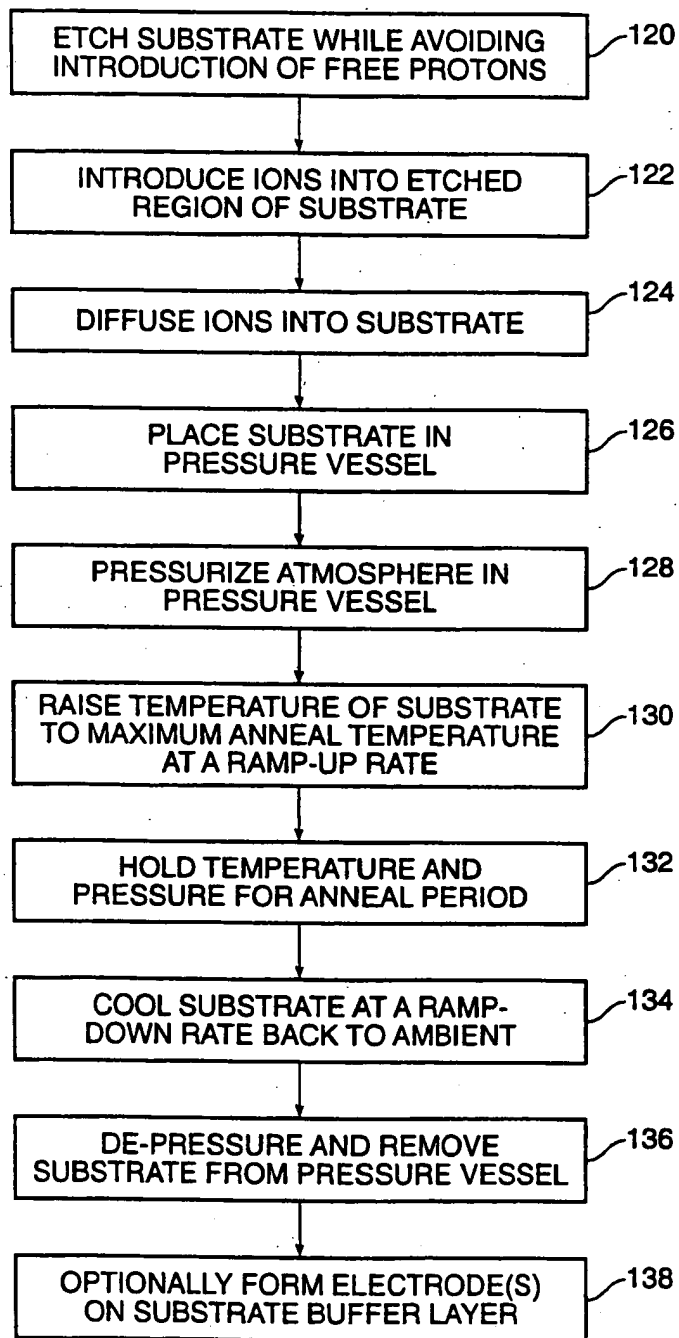 ETCH SUBSTRATE WHILE AVOIDING
INTRODUCTION OF FREE PROTONS
120
INTRODUCE IONS INTO ETCHED
REGION OF SUBSTRATE
122
DIFFUSE IONS INTO SUBSTRATE
124
PLACE SUBSTRATE IN
PRESSURE VESSEL
126
PRESSURIZE ATMOSPHERE IN
PRESSURE VESSEL
128
RAISE TEMPERATURE OF SUBSTRATE
TO MAXIMUM ANNEAL TEMPERATURE
AT A RAMP-UP RATE
130
HOLD TEMPERATURE AND
PRESSURE FOR ANNEAL PERIOD
132
COOL SUBSTRATE AT A RAMP-
DOWN RATE BACK TO AMBIENT
134
DE-PRESSURE AND REMOVE
SUBSTRATE FROM PRESSURE VESSEL
136
OPTIONALLY FORM ELECTRODE(S)
ON SUBSTRATE BUFFER LAYER
138